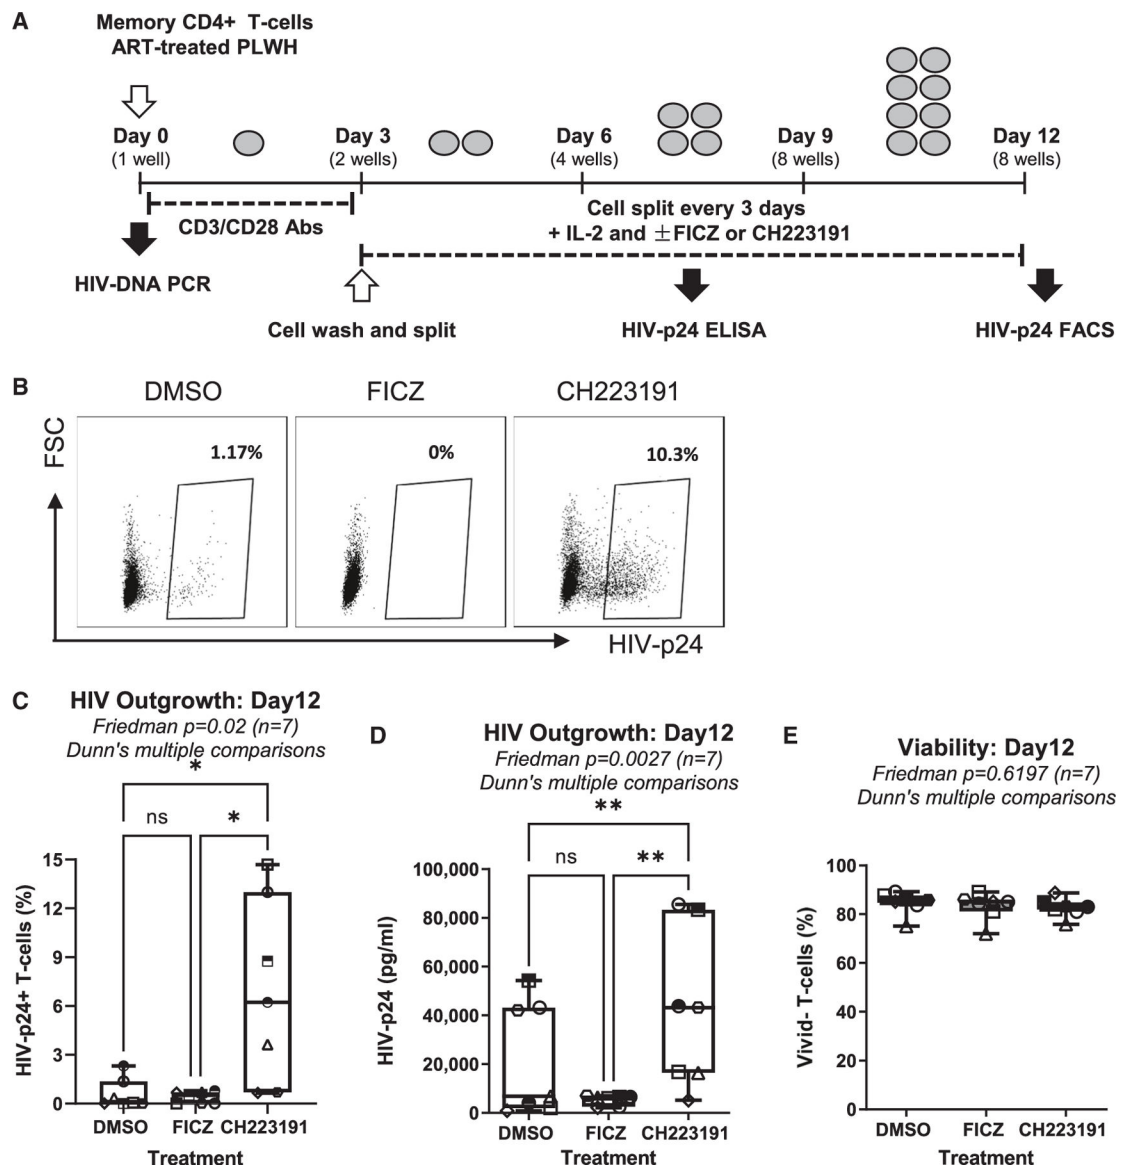 A
Memory CD4+ T-cells
ART-treated PLWH
Day 0
(1 well)
Day 3
(2 wells)
Day 6
(4 wells)
Day 9
(8 wells)
Day 12
(8 wells)
CD3/CD28 Abs
Cell split every 3 days
+ IL-2 and ±FICZ or CH223191
HIV-DNA PCR
Cell wash and split
HIV-p24 ELISA
HIV-p24 FACS
B
DMSO
FICZ
CH223191
FSC
1.17%
0%
10.3%
HIV-p24
C
HIV Outgrowth: Day12
Friedman p=0.02 (n=7)
Dunn's multiple comparisons
*
ns
*
HIV-p24+ T-cells (%)
15
12
9
6
3
0
DMSO
FICZ
CH223191
Treatment
D
HIV Outgrowth: Day12
Friedman p=0.0027 (n=7)
Dunn's multiple comparisons
**
ns
**
HIV-p24 (pg/ml)
100,000
80,000
60,000
40,000
20,000
0
DMSO
FICZ
CH223191
Treatment
E
Viability: Day12
Friedman p=0.6197 (n=7)
Dunn's multiple comparisons
Vivid- T-cells (%)
100
80
60
40
20
0
DMSO
FICZ
CH223191
Treatment